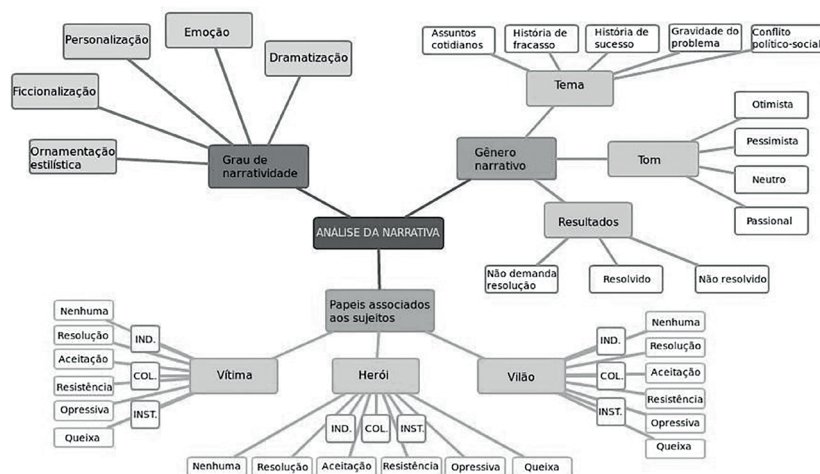 Personalização
Emoção
Dramatização
Ficcionalização
Ornamentação
estilística
Grau de
narratividade
Assuntos
cotidianos
História de
fracasso
História de
sucesso
Gravidade do
problema
Conflito
político-social
Tema
Gênero
narrativo
Tom
Otimista
Pessimista
Neutro
Passional
Resultados
Não demanda
resolução
Resolvido
Não resolvido
ANÁLISE DA NARRATIVA
Papeis associados
aos sujeitos
Vítima
Nenhuma
Resolução
Aceitação
Resistência
Opressiva
Queixa
IND.
COL.
INST.
Herói
IND.
COL.
INST.
Nenhuma
Resolução
Aceitação
Resistência
Opressiva
Queixa
Vilão
IND.
COL.
INST.
Nenhuma
Resolução
Aceitação
Resistência
Opressiva
Queixa